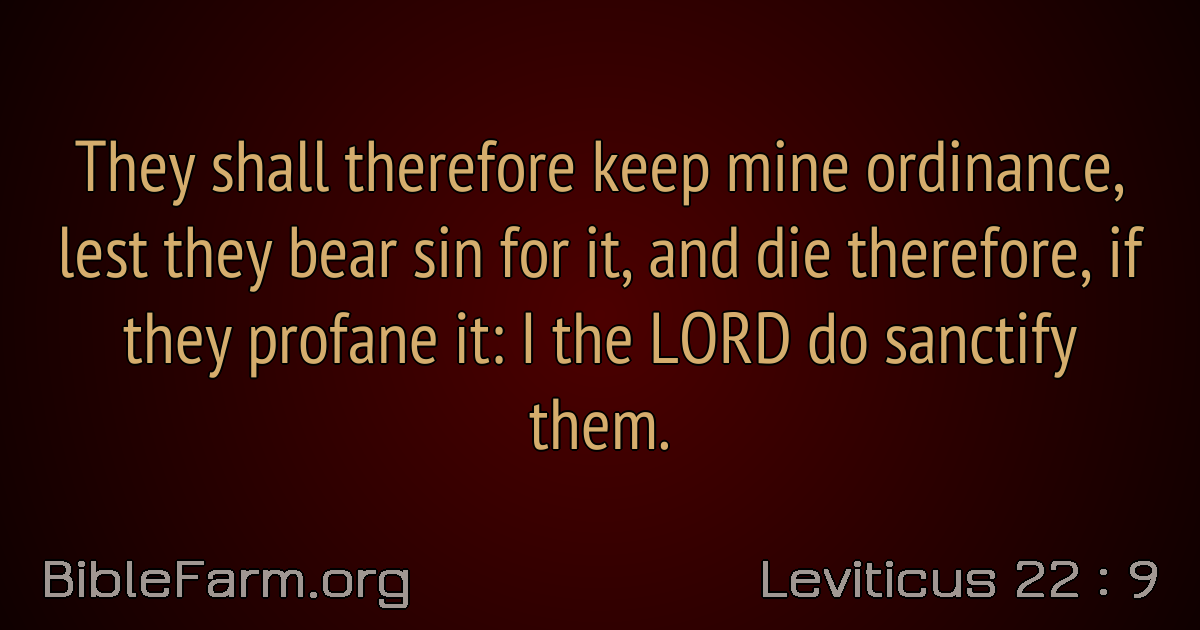 They shall therefore keep mine ordinance,
lest they bear sin for it, and die therefore, if
they profane it: I the LORD do sanctify
them.
BibleFarm.org
Leviticus 22 : 9